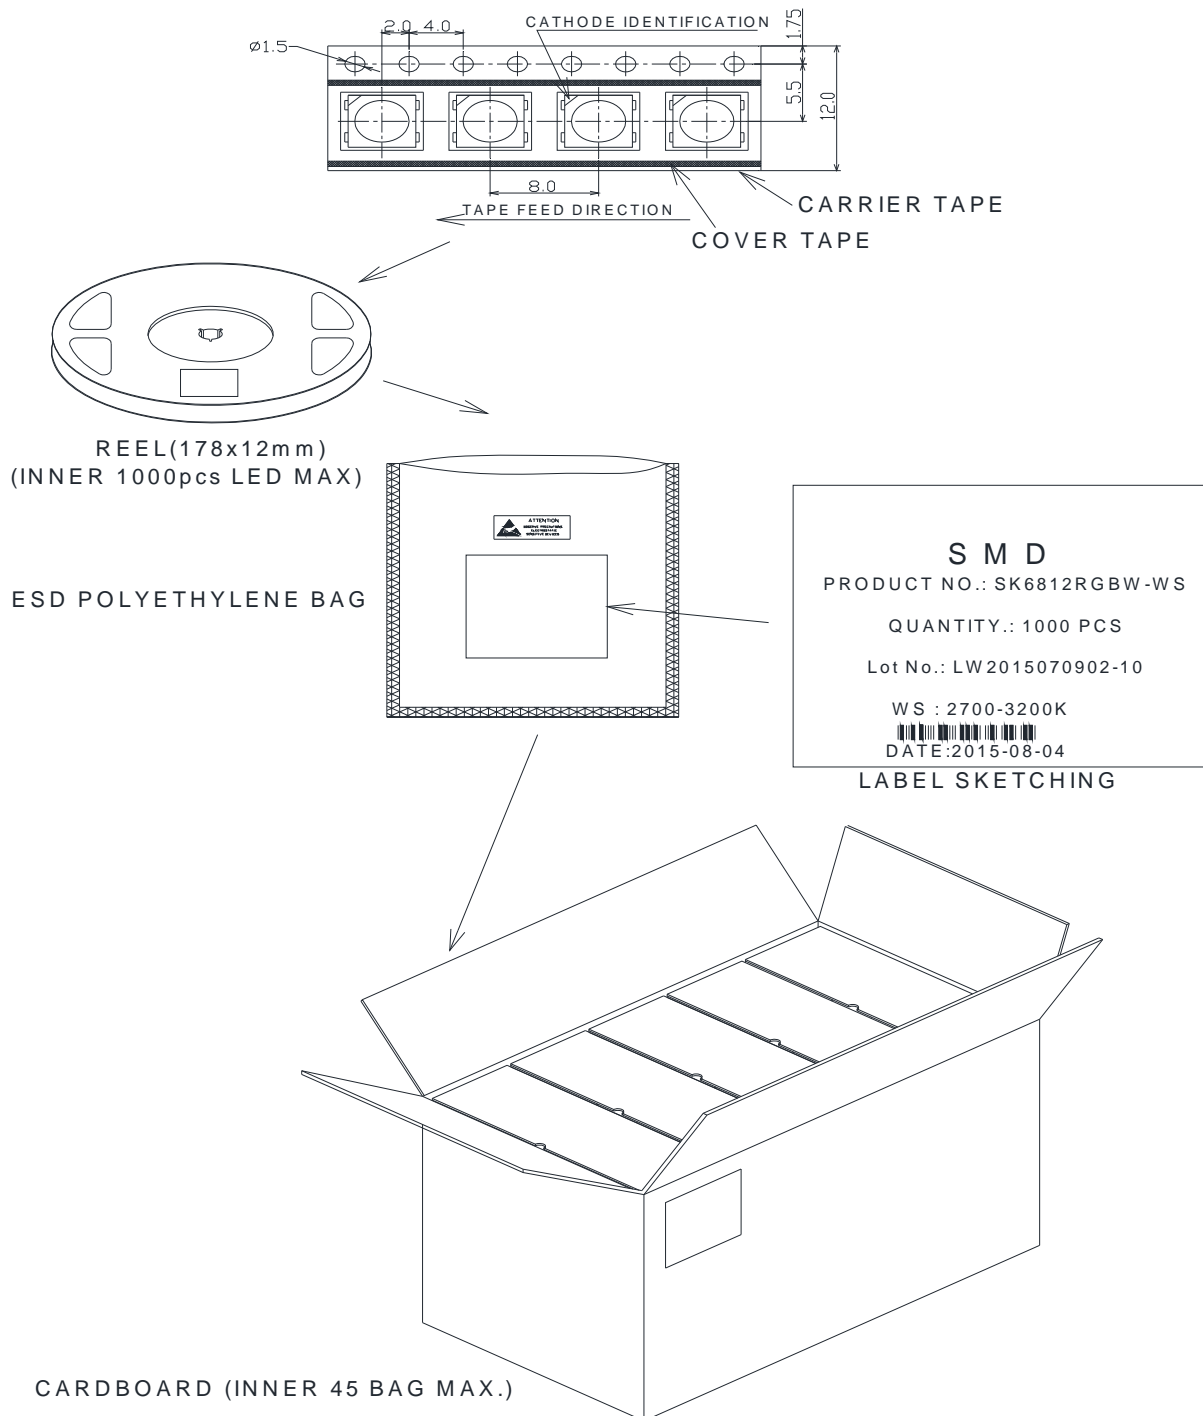 2.0 4.0
CATHODE IDENTIFICATION
1.75
ø1.5
5.5
12.0
8.0
TAPE FEED DIRECTION
CARRIER TAPE
COVER TAPE
REEL(178x12mm)
(INNER 1000pcs LED MAX)
ATTENTION
ESD POLYETHYLENE BAG
SMD
PRODUCT NO.: SK6812RGBW-WS
QUANTITY.: 1000 PCS
Lot No.: LW2015070902-10
WS : 2700-3200K
DATE:2015-08-04
LABEL SKETCHING
CARDBOARD (INNER 45 BAG MAX.)